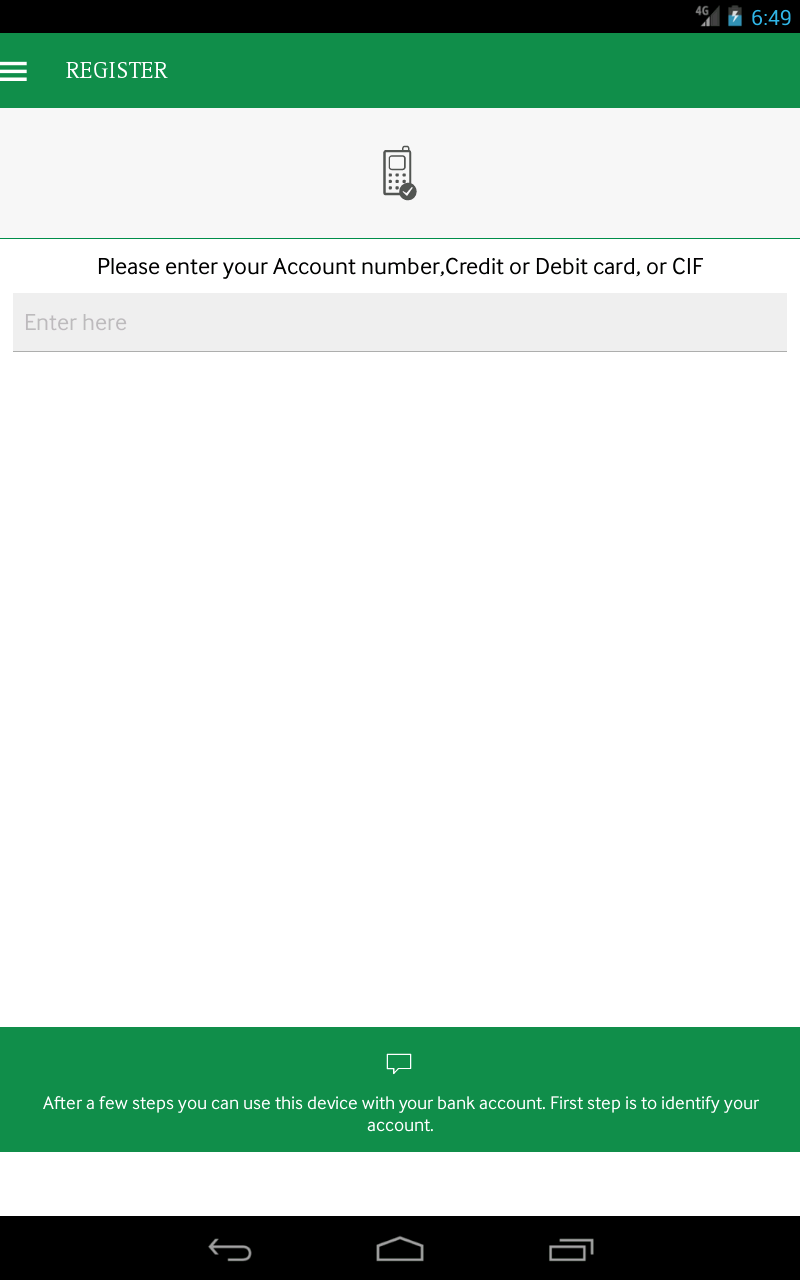 4G 6:49
REGISTER
Please enter your Account number,Credit or Debit card, or CIF
Enter here
After a few steps you can use this device with your bank account. First step is to identify your
account.